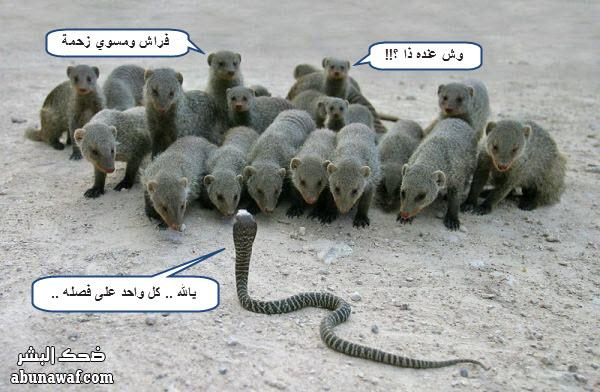 فراش ومسوي زحمة
وش عنده ذا ؟!!
يالله .. كل واحد على فصله ..
ضحك البشر
abunawaf.com